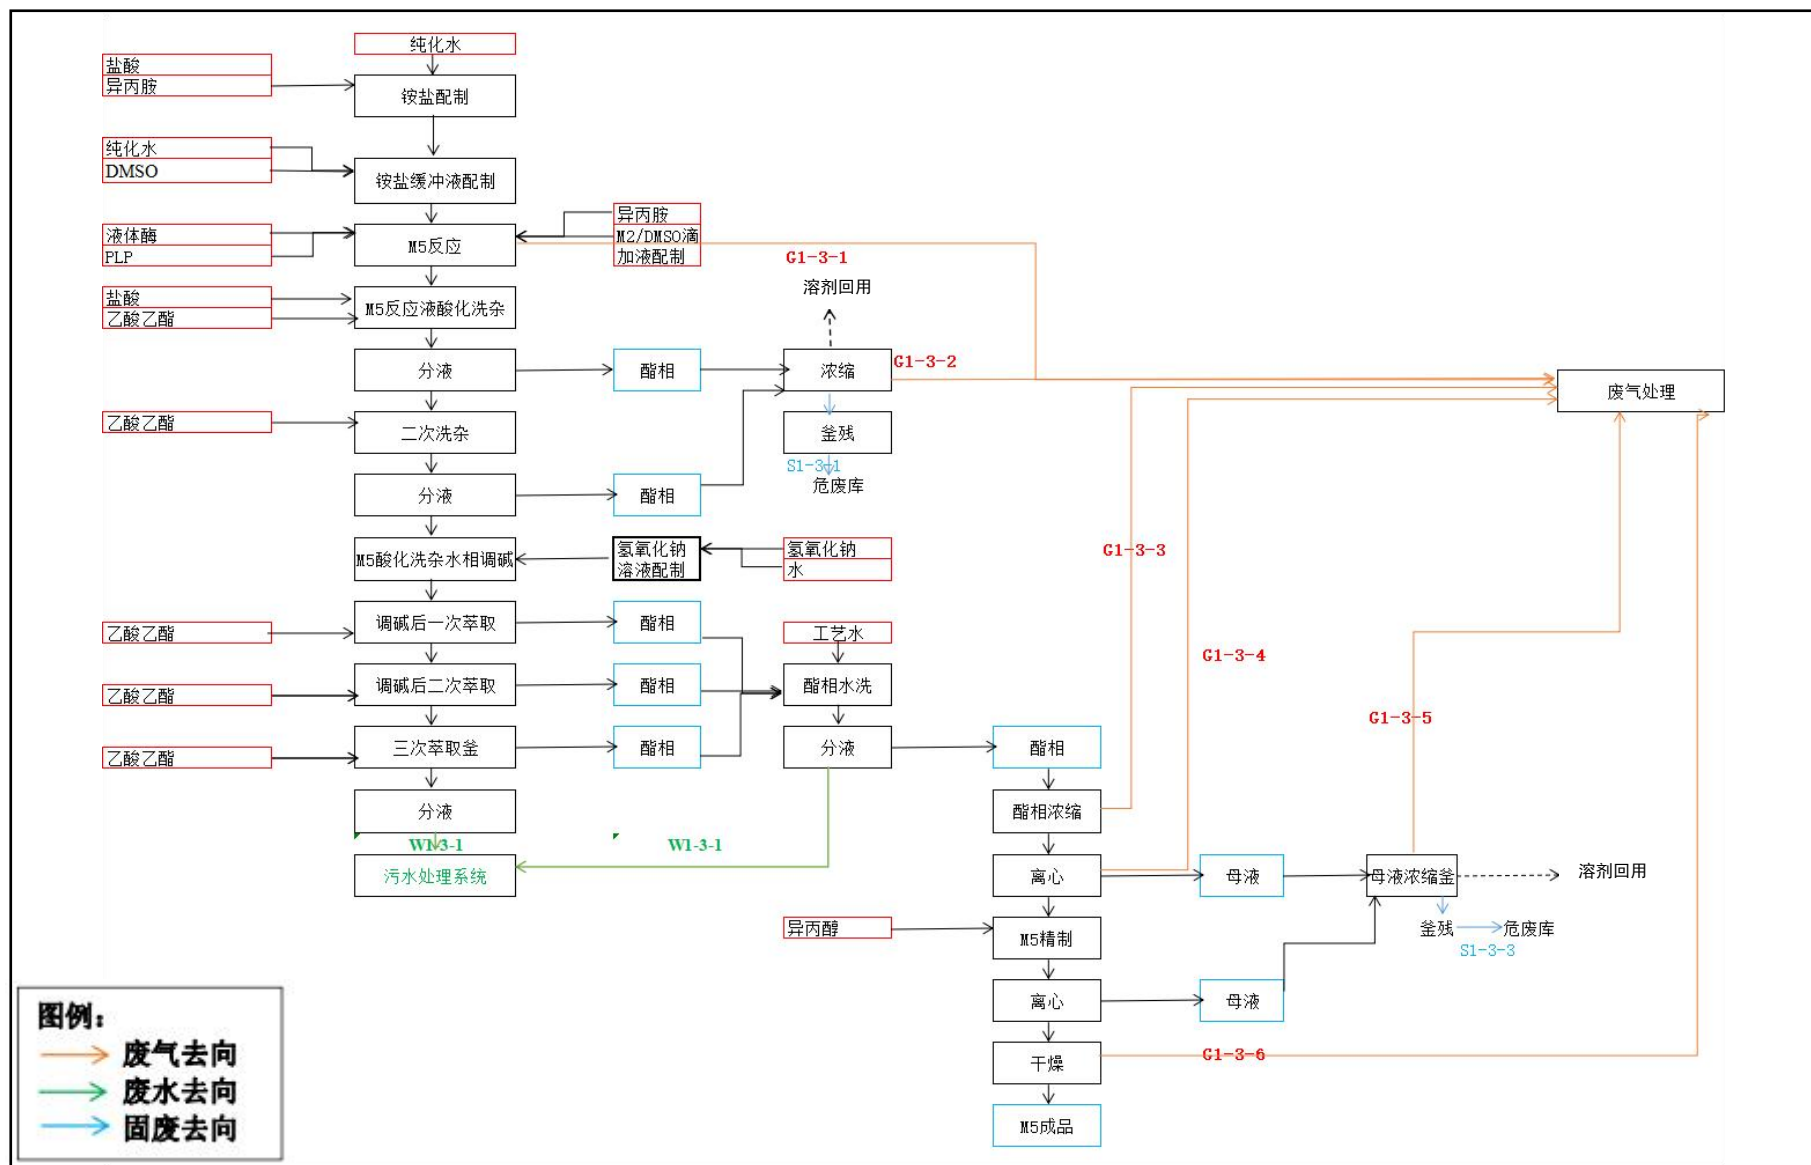 纯化水
盐酸
异丙胺
铵盐配制
纯化水
DMSO
铵盐缓冲液配制
液体酶
PLP
M5反应
异丙胺
M2/DMSO滴
加液配制
G1-3-1
溶剂回用
盐酸
乙酸乙酯
M5反应液酸化洗杂
分液
酯相
浓缩
G1-3-2
废气处理
乙酸乙酯
二次洗杂
釜残
S1-3-1
危废库
分液
酯相
M5酸化洗杂水相调碱
氢氧化钠
溶液配制
氢氧化钠
水
G1-3-3
乙酸乙酯
调碱后一次萃取
酯相
工艺水
G1-3-4
乙酸乙酯
调碱后二次萃取
酯相
酯相水洗
G1-3-5
乙酸乙酯
三次萃取釜
酯相
分液
酯相
分液
酯相浓缩
W1-3-1
W1-3-1
污水处理系统
离心
母液
母液浓缩釜
溶剂回用
异丙醇
M5精制
釜残
危废库
S1-3-3
离心
母液
干燥
G1-3-6
M5成品
图例：
废气去向
废水去向
固废去向